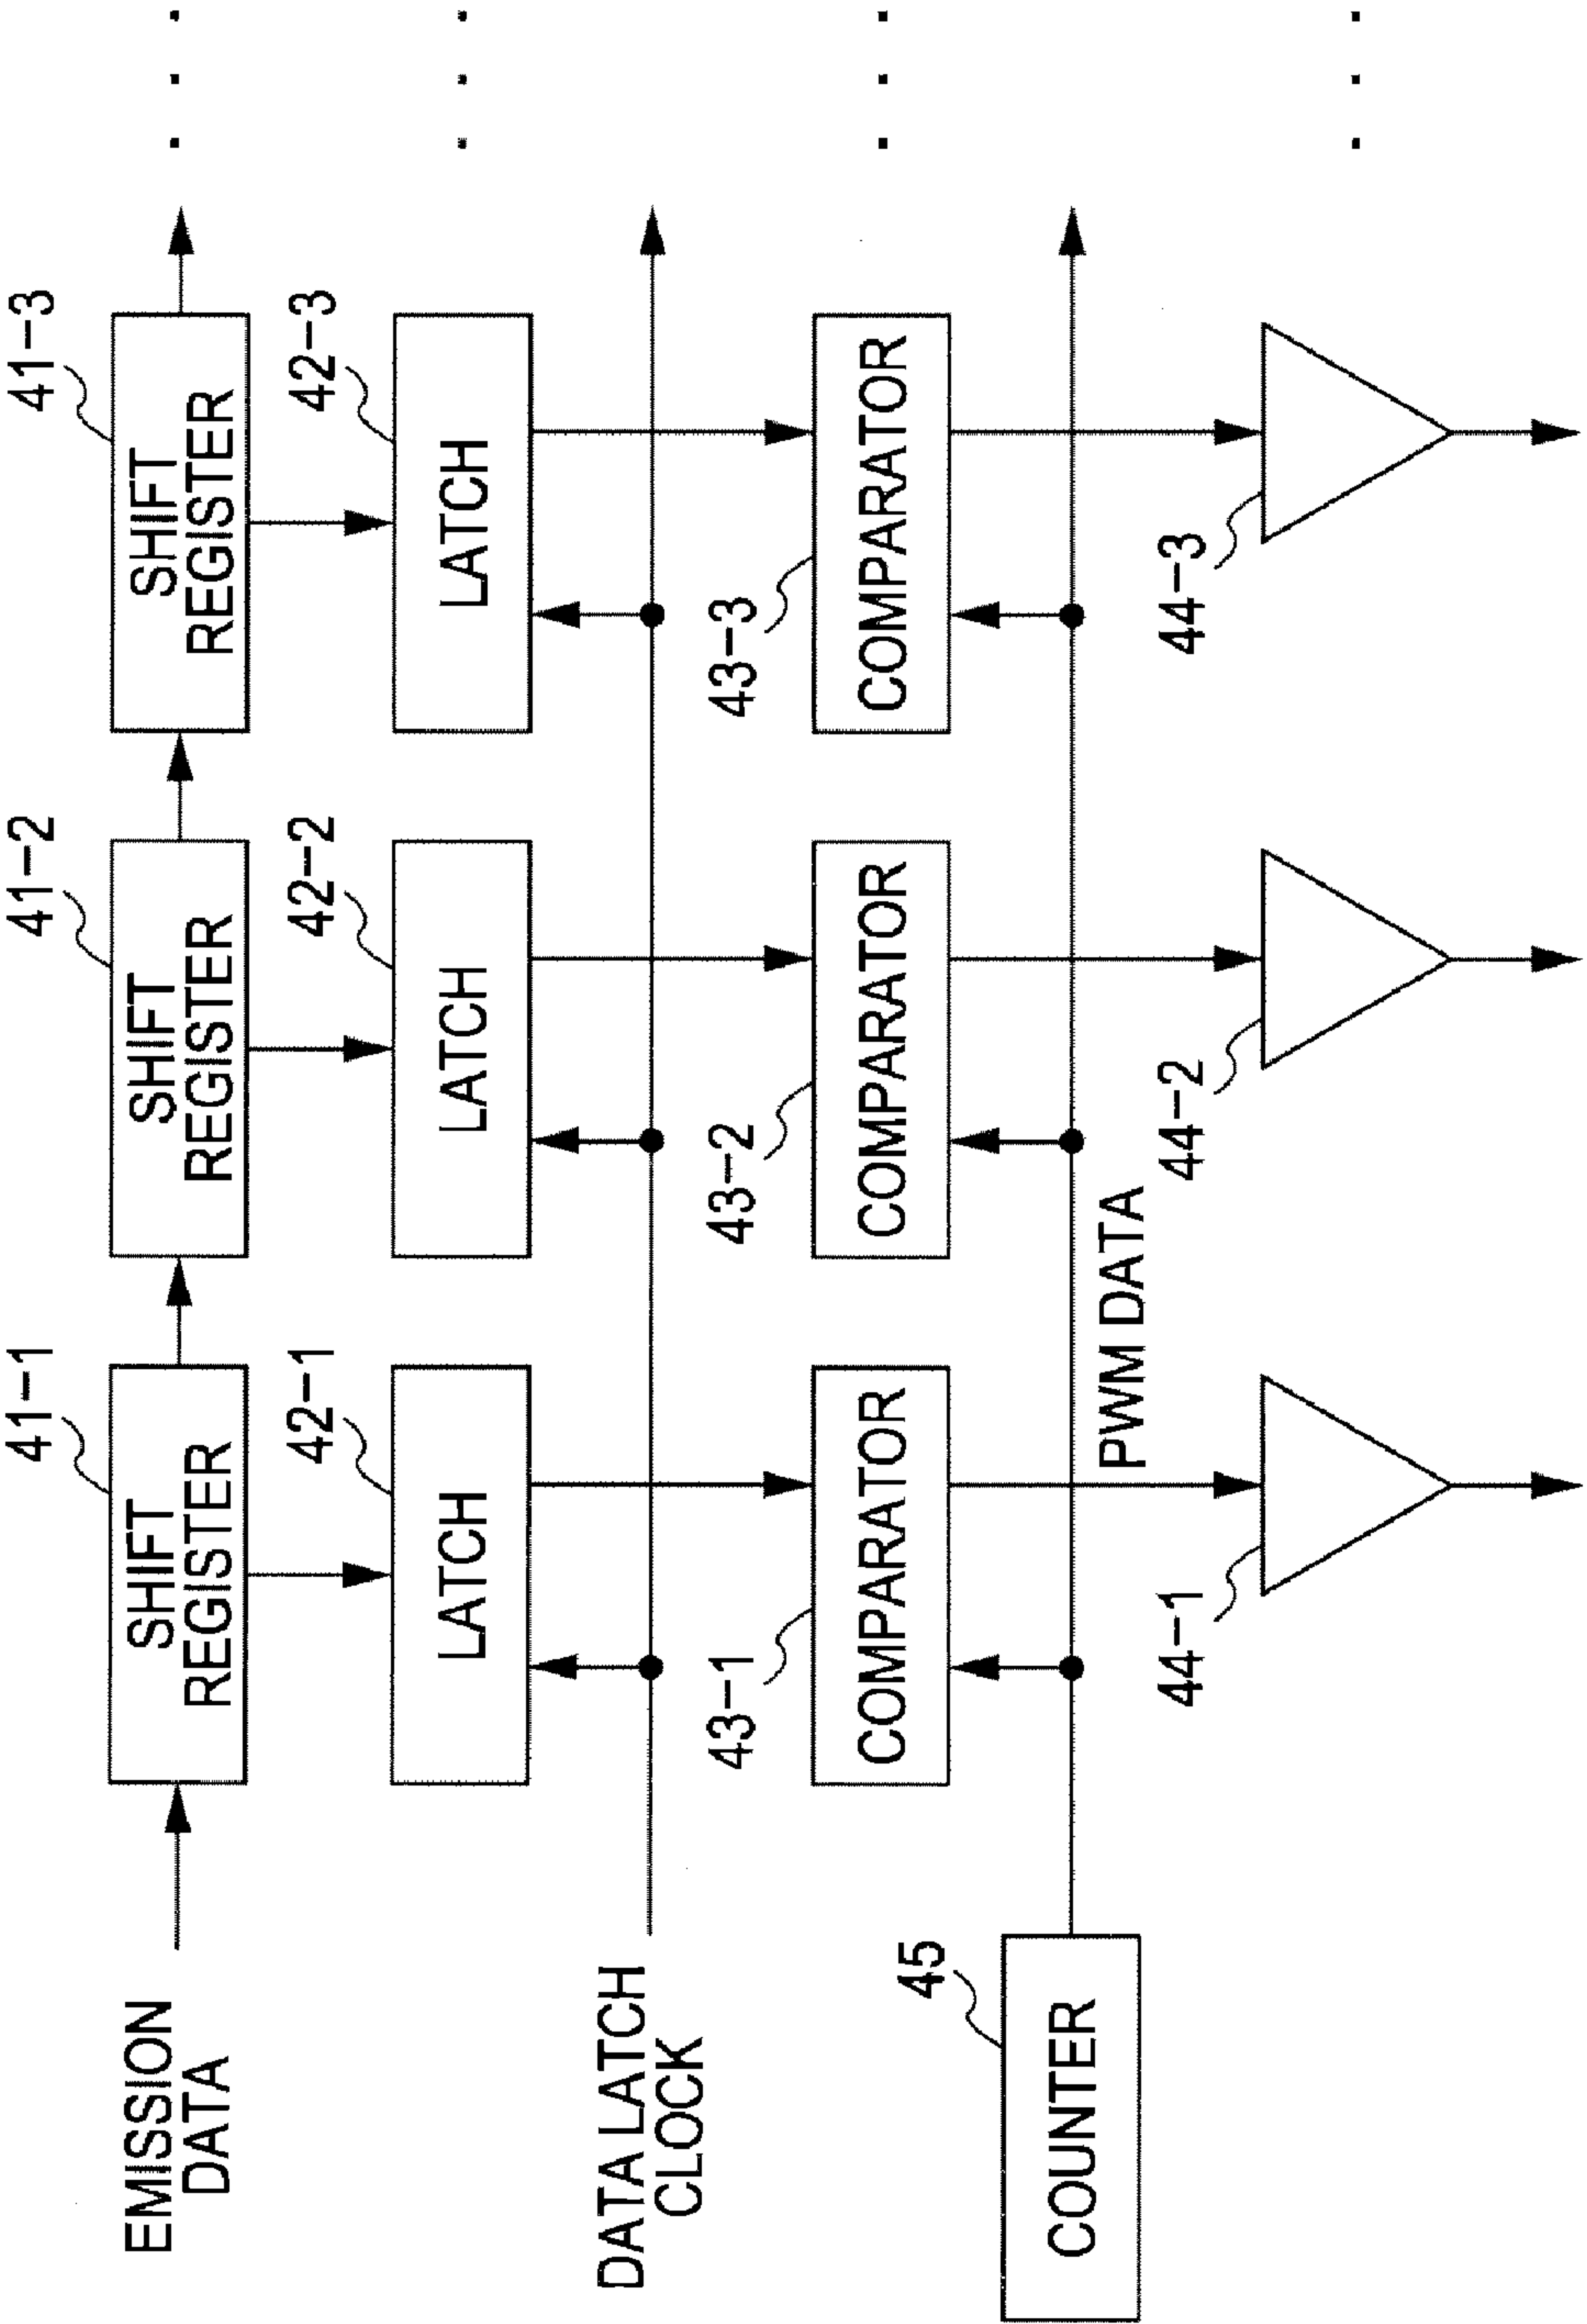 41-1
41-2
41-3
EMISSION
DATA
SHIFT
REGISTER
SHIFT
REGISTER
SHIFT
REGISTER
42-1
42-2
42-3
LATCH
LATCH
LATCH
DATA LATCH
CLOCK
43-1
43-2
43-3
COMPARATOR
COMPARATOR
COMPARATOR
45
COUNTER
PWM DATA
44-1
44-2
44-3